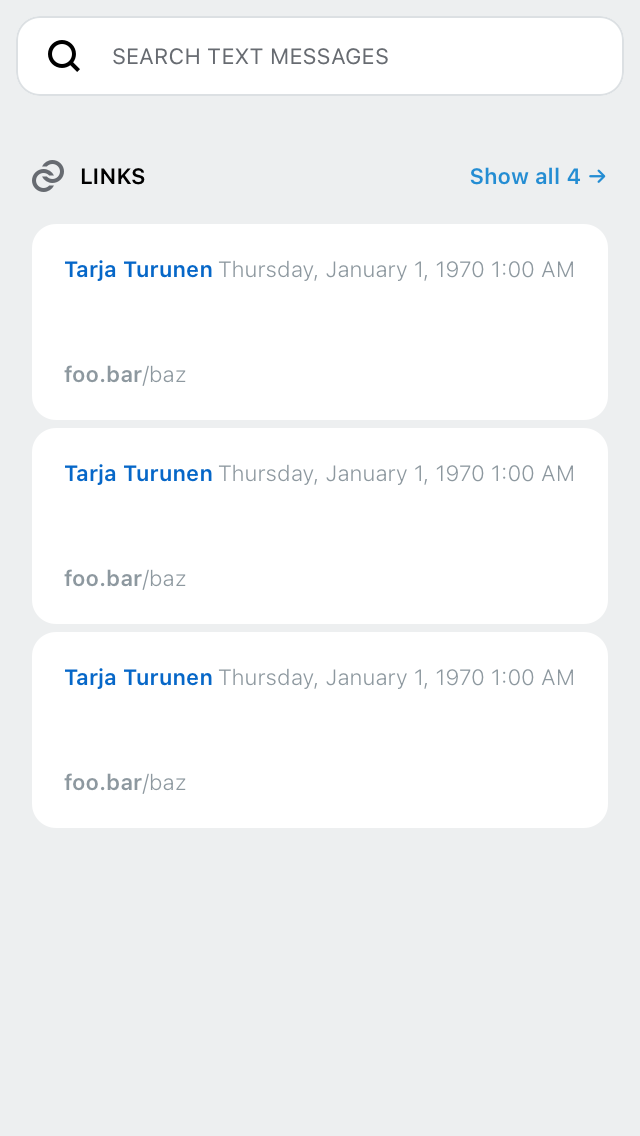 SEARCH TEXT MESSAGES
LINKS Show all 4 →
Tarja Turunen Thursday, January 1, 1970 1:00 AM
foo.bar/baz
Tarja Turunen Thursday, January 1, 1970 1:00 AM
foo.bar/baz
Tarja Turunen Thursday, January 1, 1970 1:00 AM
foo.bar/baz